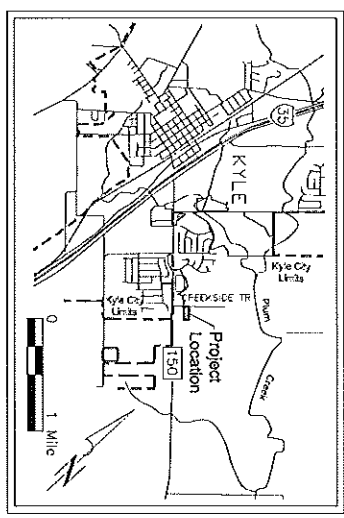 35
KYLE
Kyle City
Limits
Plum
Creek
CREEKSIDE TR
Kyle City
Limits
150
Project
Location
0
1 Mile
N